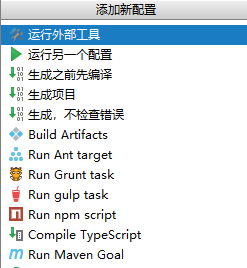 添加新配置
运行外部工具
运行另一个配置
生成之前先编译
生成项目
生成，不检查错误
Build Artifacts
Run Ant target
Run Grunt task
Run gulp task
Run npm script
Compile TypeScript
Run Maven Goal